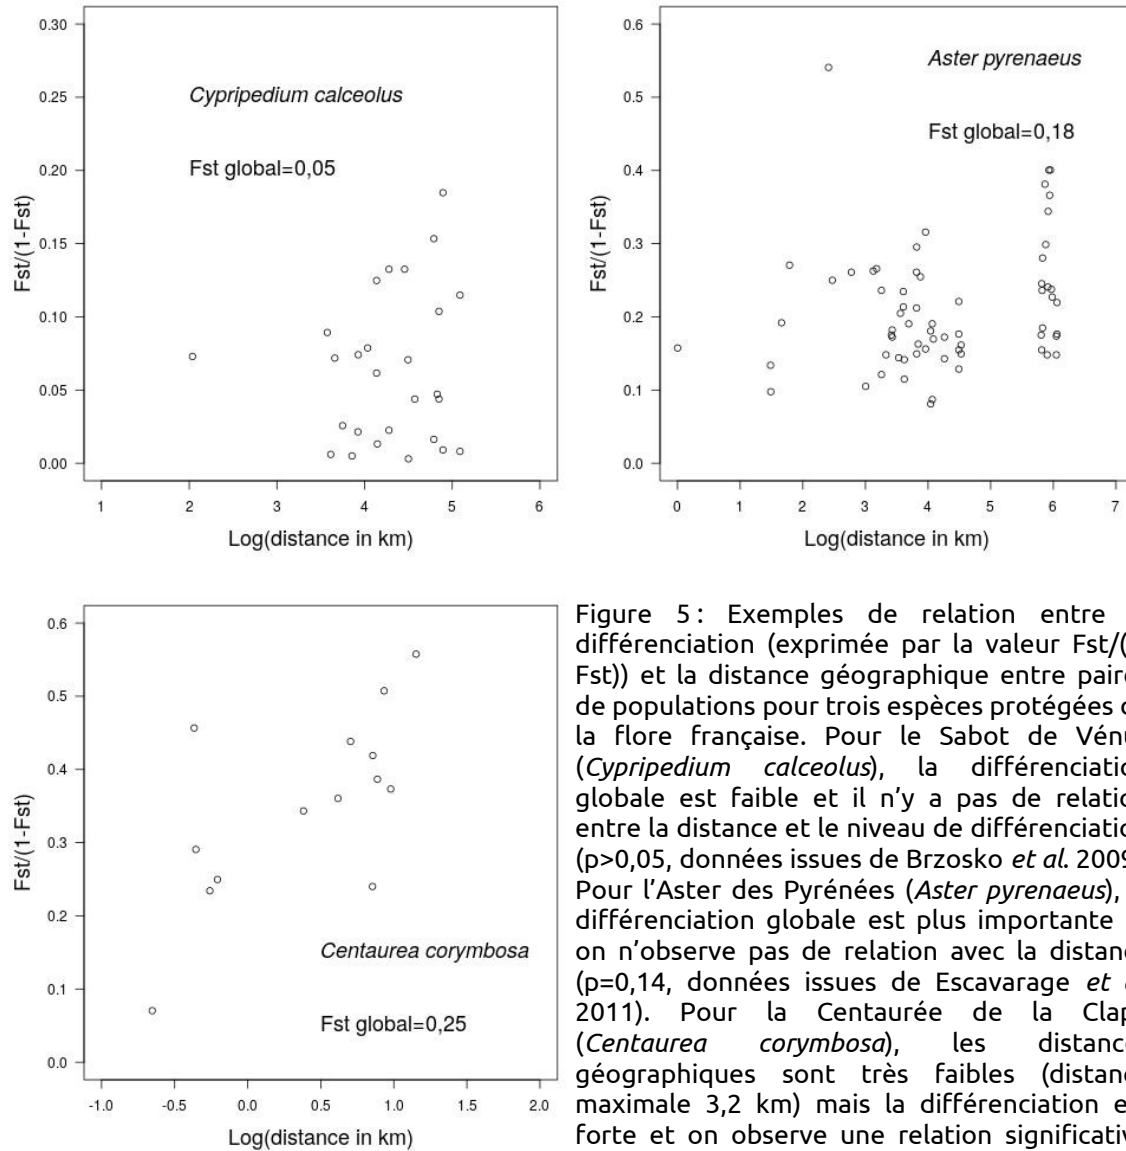 0.30
0.25
0.20
0.15
0.10
0.05
0.00
Fst/(1-Fst)
Cypripedium calceolus
Fst global=0,05
1 2 3 4 5 6
Log(distance in km)
0.6
0.5
0.4
0.3
0.2
0.1
0.0
Fst/(1-Fst)
Aster pyrenaeus
Fst global=0,18
0 1 2 3 4 5 6 7
Log(distance in km)
0.6
0.5
0.4
0.3
0.2
0.1
0.0
Fst/(1-Fst)
Centaurea corymbosa
Fst global=0,25
-1.0 -0.5 0.0 0.5 1.0 1.5 2.0
Log(distance in km)
Figure 5 : Exemples de relation entre
différenciation (exprimée par la valeur Fst/(
Fst)) et la distance géographique entre paire
de populations pour trois espèces protégées d
la flore française. Pour le Sabot de Vénu
(Cypripedium calceolus), la différenciatio
globale est faible et il n'y a pas de relatio
entre la distance et le niveau de différenciatio
(p>0,05, données issues de Brzosko et al. 2009
Pour l'Aster des Pyrénées (Aster pyrenaeus),
différenciation globale est plus importante
on n'observe pas de relation avec la distanc
(p=0,14, données issues de Escavarage et a
2011). Pour la Centaurée de la Clap
(Centaurea corymbosa), les distanc
géographiques sont très faibles (distanc
maximale 3,2 km) mais la différenciation e
forte et on observe une relation significativ